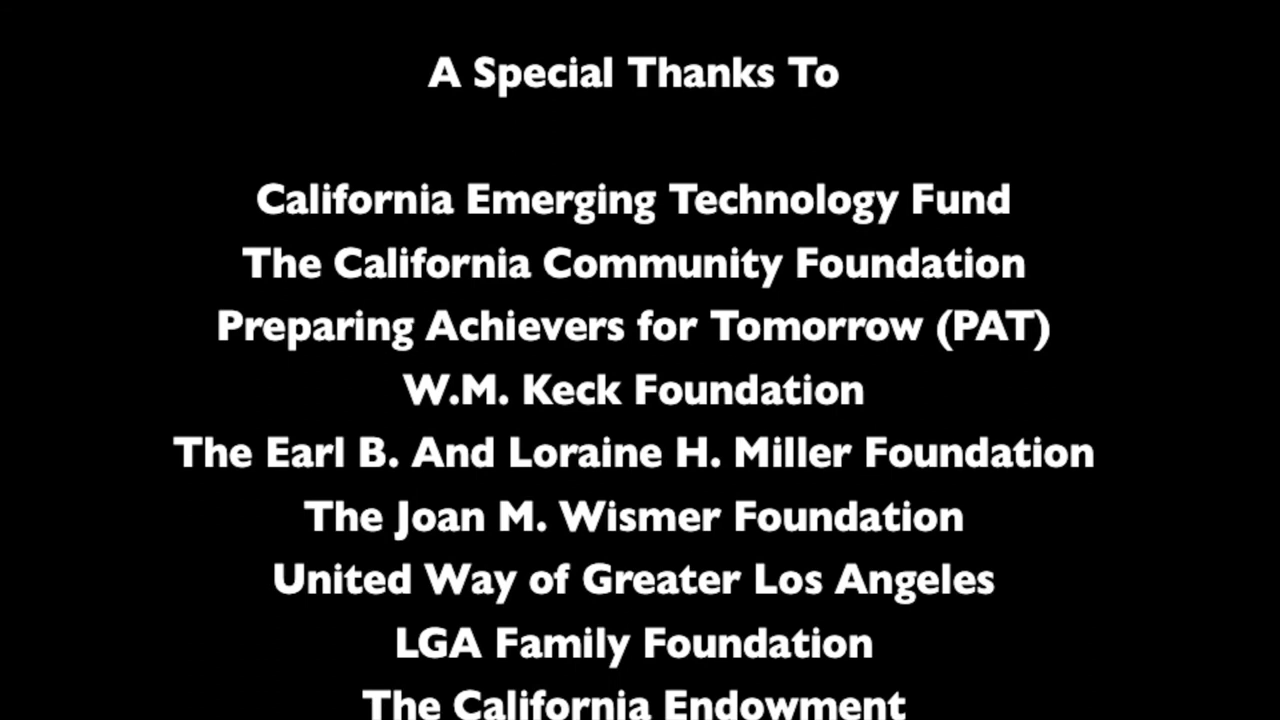 A Special Thanks To
California Emerging Technology Fund
The California Community Foundation
Preparing Achievers for Tomorrow (PAT)
W.M. Keck Foundation
The Earl B. And Loraine H. Miller Foundation
The Joan M. Wismer Foundation
United Way of Greater Los Angeles
LGA Family Foundation
The California Endowment